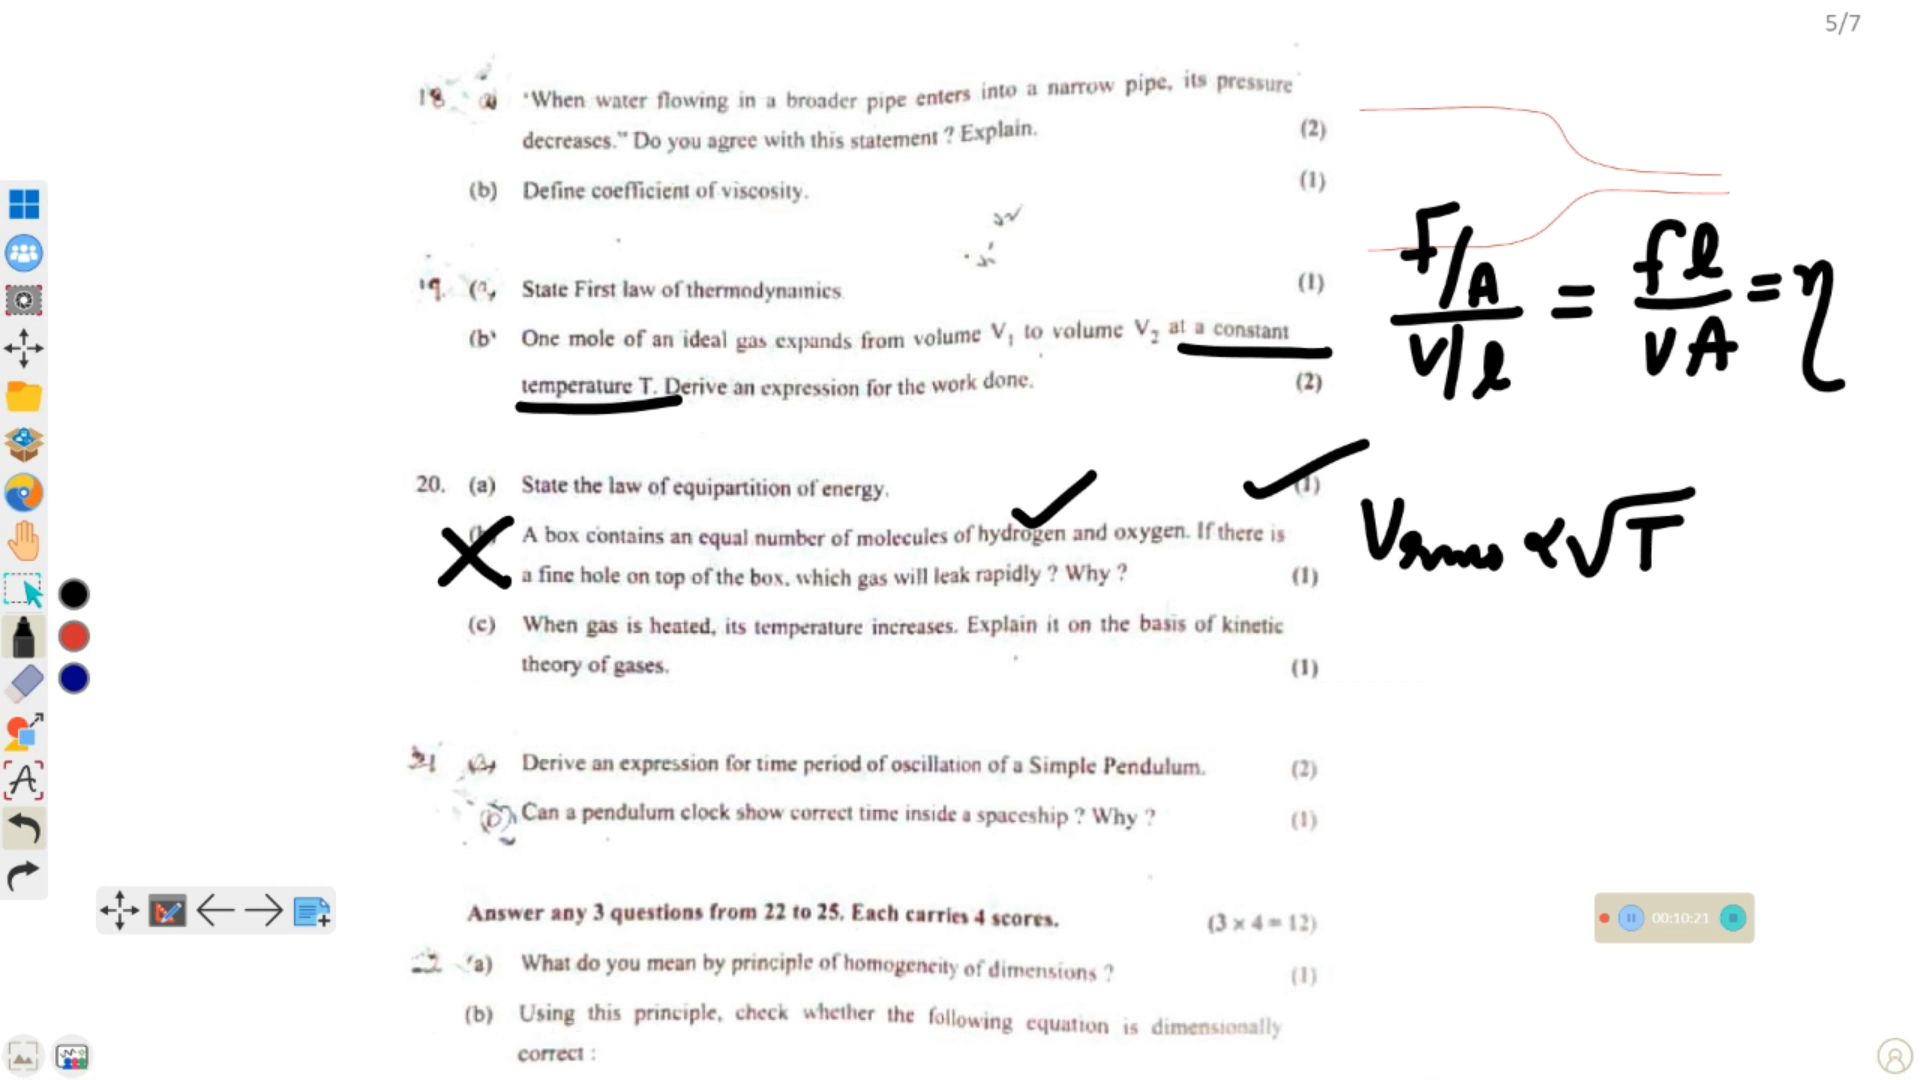 5/7
18. a) "When water flowing in a broader pipe enters into a narrow pipe, its pressure
decreases." Do you agree with this statement ? Explain. (2)
(b) Define coefficient of viscosity. (1)
F/A / V/l = fl / VA = η
19. (a) State First law of thermodynamics. (1)
(b) One mole of an ideal gas expands from volume V₁ to volume V₂ at a constant
temperature T. Derive an expression for the work done. (2)
20. (a) State the law of equipartition of energy. (1)
(b) A box contains an equal number of molecules of hydrogen and oxygen. If there is
a fine hole on top of the box, which gas will leak rapidly ? Why ? (1)
Vrms ∝ √T
(c) When gas is heated, its temperature increases. Explain it on the basis of kinetic
theory of gases. (1)
21 (a) Derive an expression for time period of oscillation of a Simple Pendulum. (2)
(b) Can a pendulum clock show correct time inside a spaceship ? Why ? (1)
Answer any 3 questions from 22 to 25. Each carries 4 scores. (3 × 4 = 12)
00:10:21
22 (a) What do you mean by principle of homogeneity of dimensions ? (1)
(b) Using this principle, check whether the following equation is dimensionally
correct :